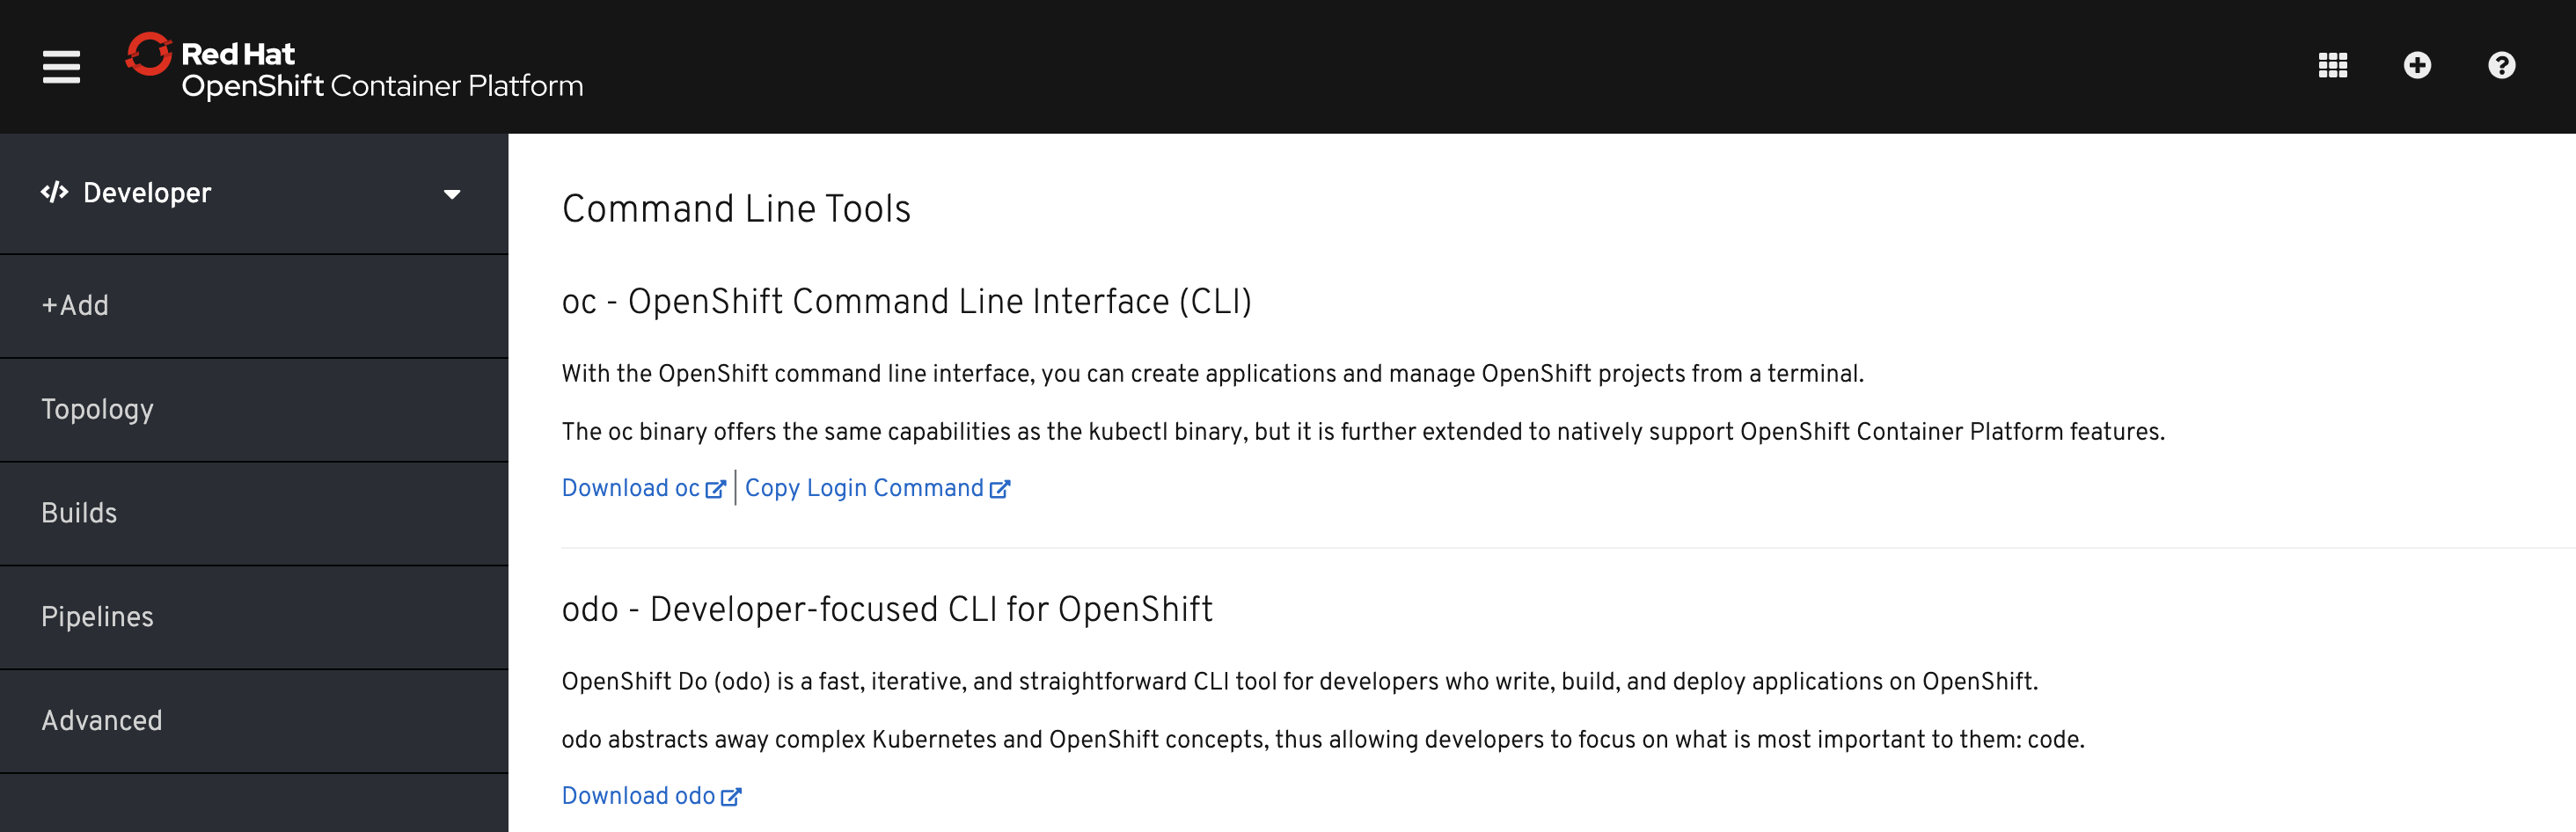 Red Hat
OpenShift Container Platform
Developer
+Add
Topology
Builds
Pipelines
Advanced
Command Line Tools
oc - OpenShift Command Line Interface (CLI)
With the OpenShift command line interface, you can create applications and manage OpenShift projects from a terminal.
The oc binary offers the same capabilities as the kubectl binary, but it is further extended to natively support OpenShift Container Platform features.
Download oc | Copy Login Command
odo - Developer-focused CLI for OpenShift
OpenShift Do (odo) is a fast, iterative, and straightforward CLI tool for developers who write, build, and deploy applications on OpenShift.
odo abstracts away complex Kubernetes and OpenShift concepts, thus allowing developers to focus on what is most important to them: code.
Download odo